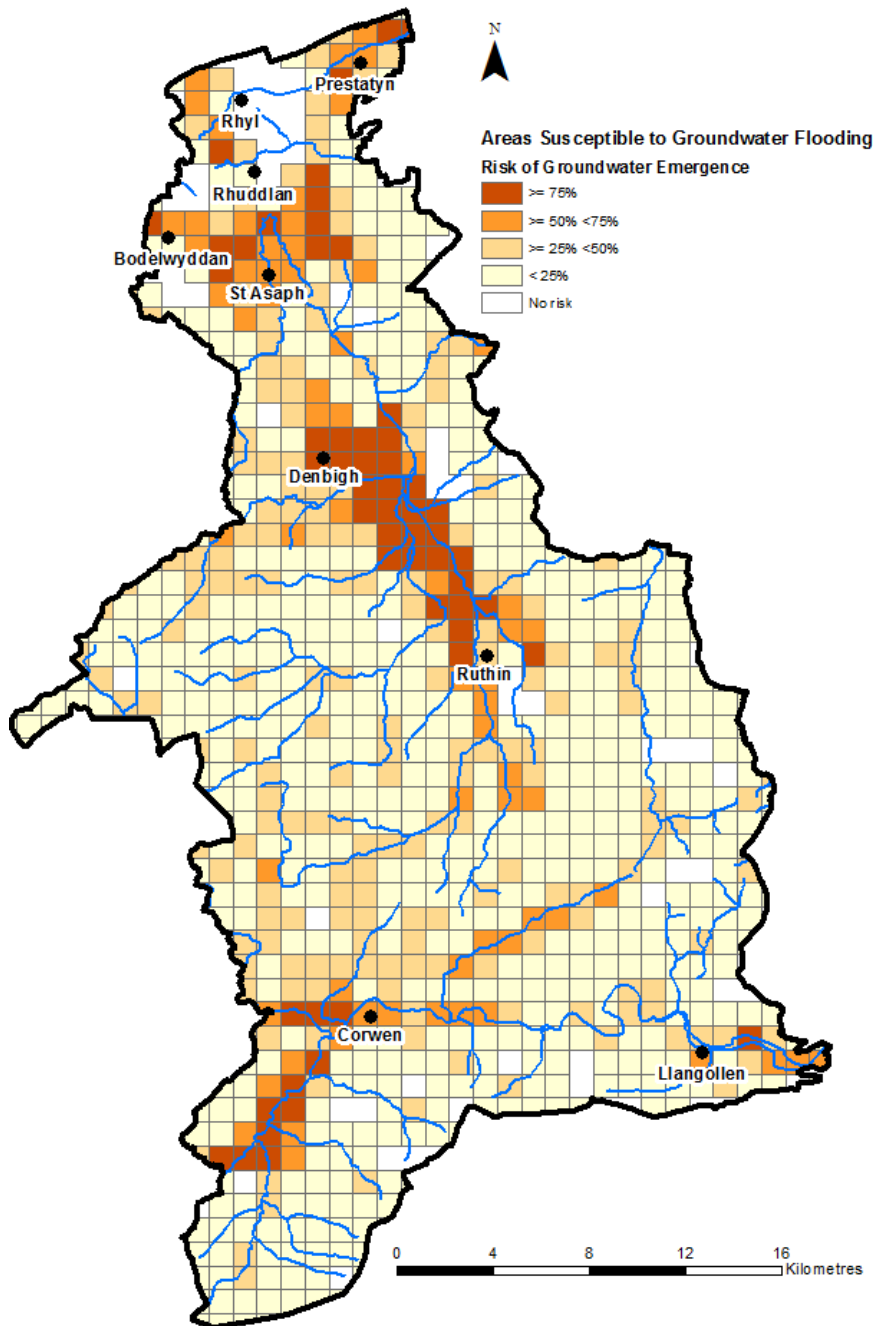 N
Prestatyn
Rhyl
Rhuddlan
Bodelwyddan
St Asaph
Denbigh
Ruthin
Corwen
Llangollen
Areas Susceptible to Groundwater Flooding
Risk of Groundwater Emergence
>= 75%
>= 50% <75%
>= 25% <50%
<25%
No risk
0 4 8 12 16
Kilometres